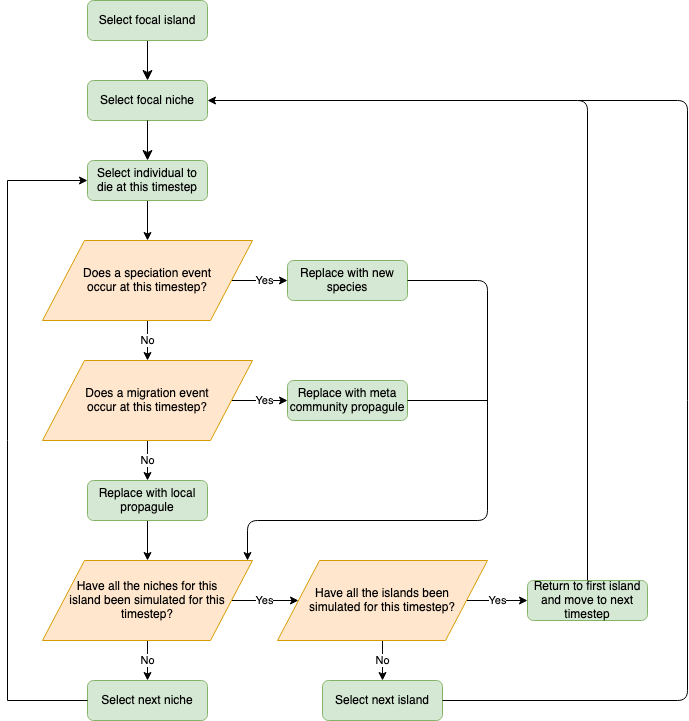 Select focal island
Select focal niche
Select individual to
die at this timestep
Does a speciation event
occur at this timestep?
Yes
Replace with new
species
No
Does a migration event
occur at this timestep?
Yes
Replace with meta
community propagule
No
Replace with local
propagule
Have all the niches for this
island been simulated for this
timestep?
Yes
Have all the islands been
simulated for this timestep?
Yes
Return to first island
and move to next
timestep
No
No
Select next niche
Select next island